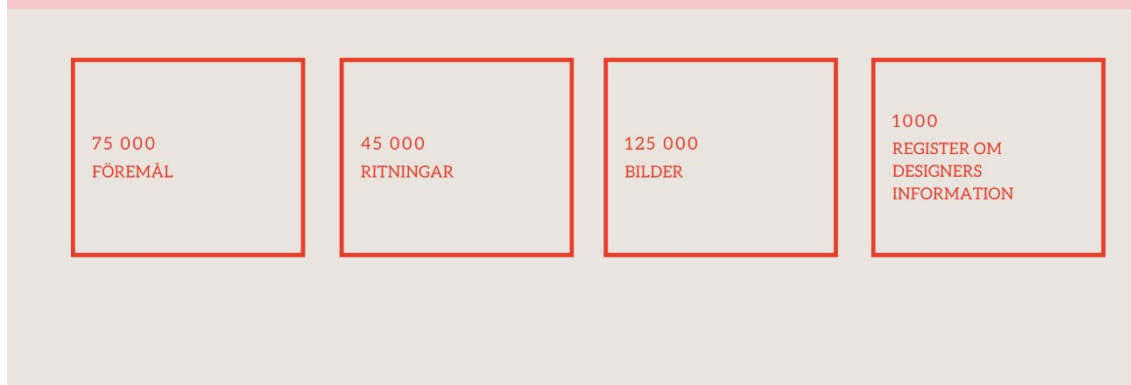 75 000
FÖREMÅL
45 000
RITNINGAR
125 000
BILDER
1000
REGISTER OM
DESIGNERS
INFORMATION